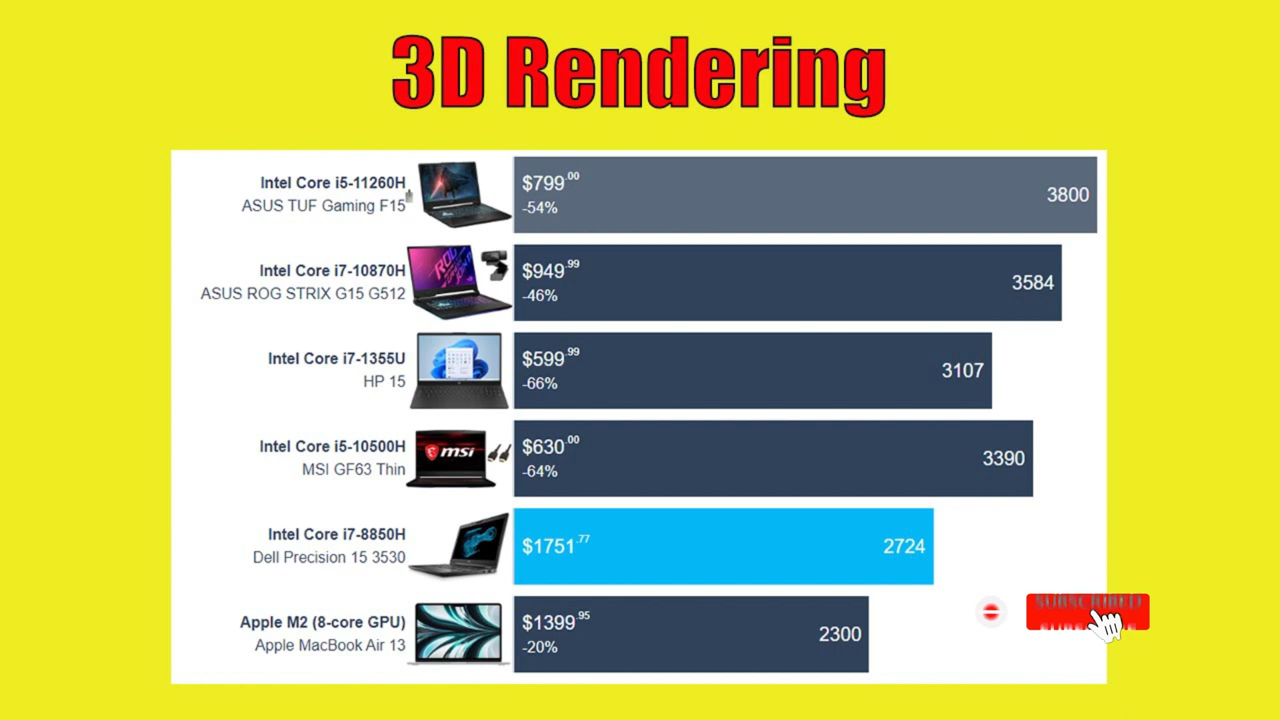 3D Rendering
Intel Core i5-11260H
ASUS TUF Gaming F15
$799.00
-54%
3800
Intel Core i7-10870H
ASUS ROG STRIX G15 G512
ROG
$949.99
-46%
3584
Intel Core i7-1355U
HP 15
$599.99
-66%
3107
Intel Core i5-10500H
MSI GF63 Thin
msi
$630.00
-64%
3390
Intel Core i7-8850H
Dell Precision 15 3530
$1751.77
2724
Apple M2 (8-core GPU)
Apple MacBook Air 13
$1399.95
-20%
2300